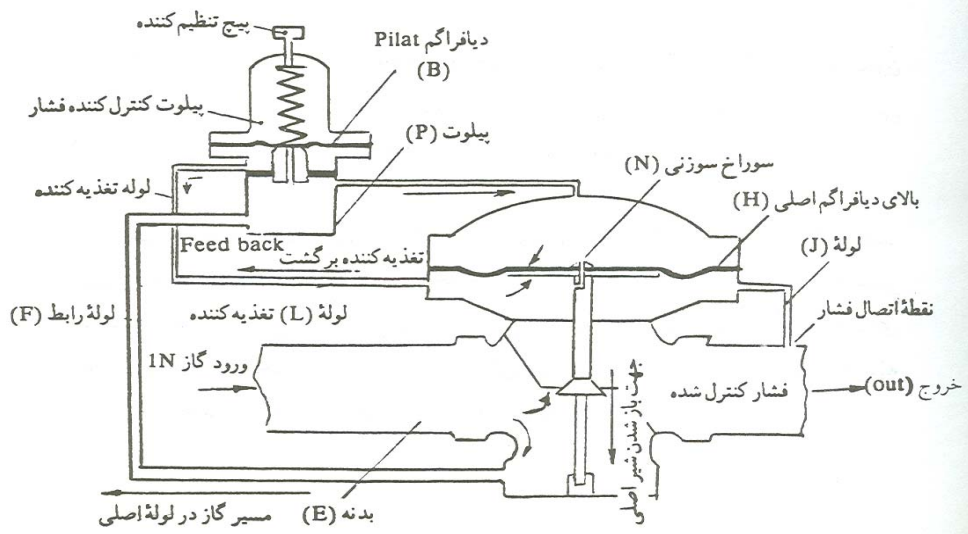 پیچ تنظیم کننده
دیافراگم Pilat
(B)
پیلوت کنترل کننده فشار
پیلوت (P)
سوراخ سوزنی (N)
لوله تغذیه کننده
بالای دیافراگم اصلی (H)
لولهٔ (J)
Feed back
تغذیه کننده برگشت
نقطهٔ اتصال فشار
لولهٔ رابط (F)
لولهٔ (L) تغذیه کننده
ورود گاز 1N
جهت باز شدن شیر اصلی
فشار کنترل شده
خروج (out)
مسیر گاز در لولهٔ اصلی
بدنه (E)